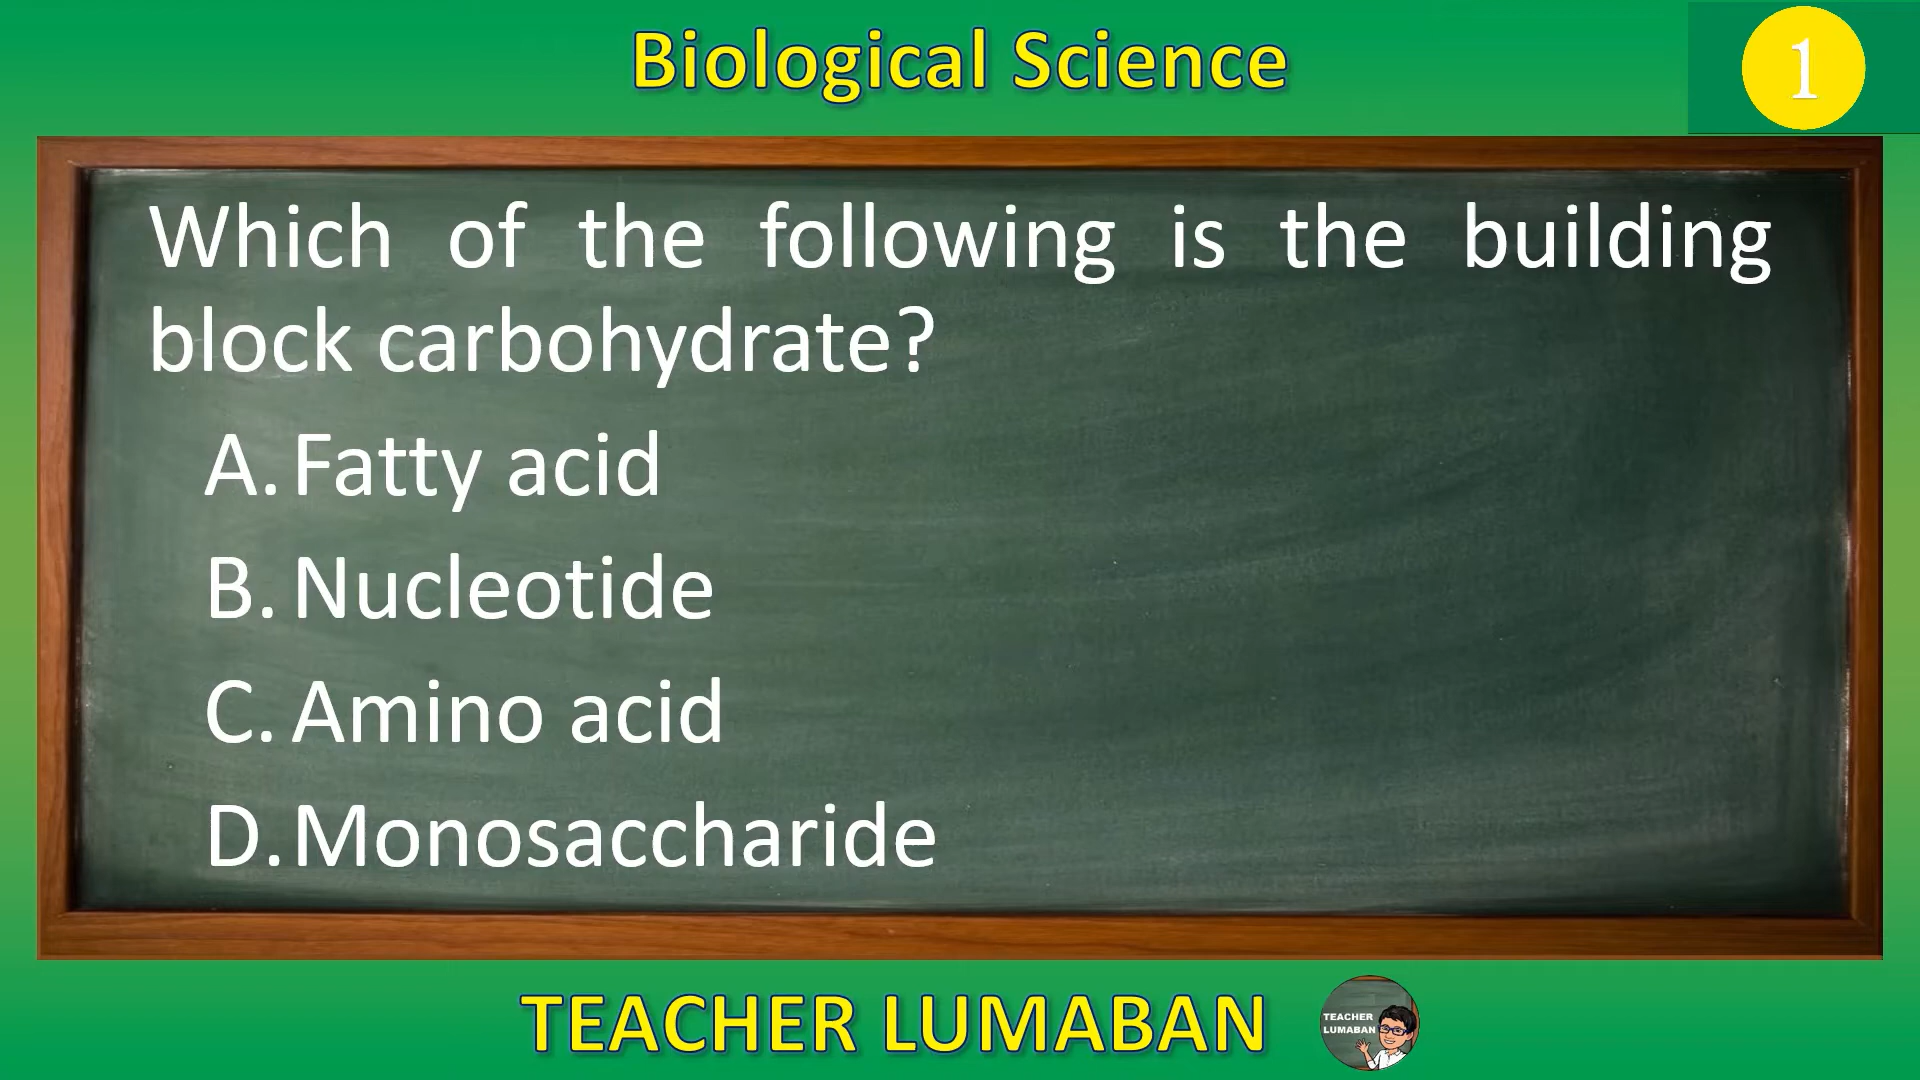 Biological Science
1
Which of the following is the building
block carbohydrate?
A. Fatty acid
B. Nucleotide
C. Amino acid
D. Monosaccharide
TEACHER LUMABAN
TEACHER
LUMABAN